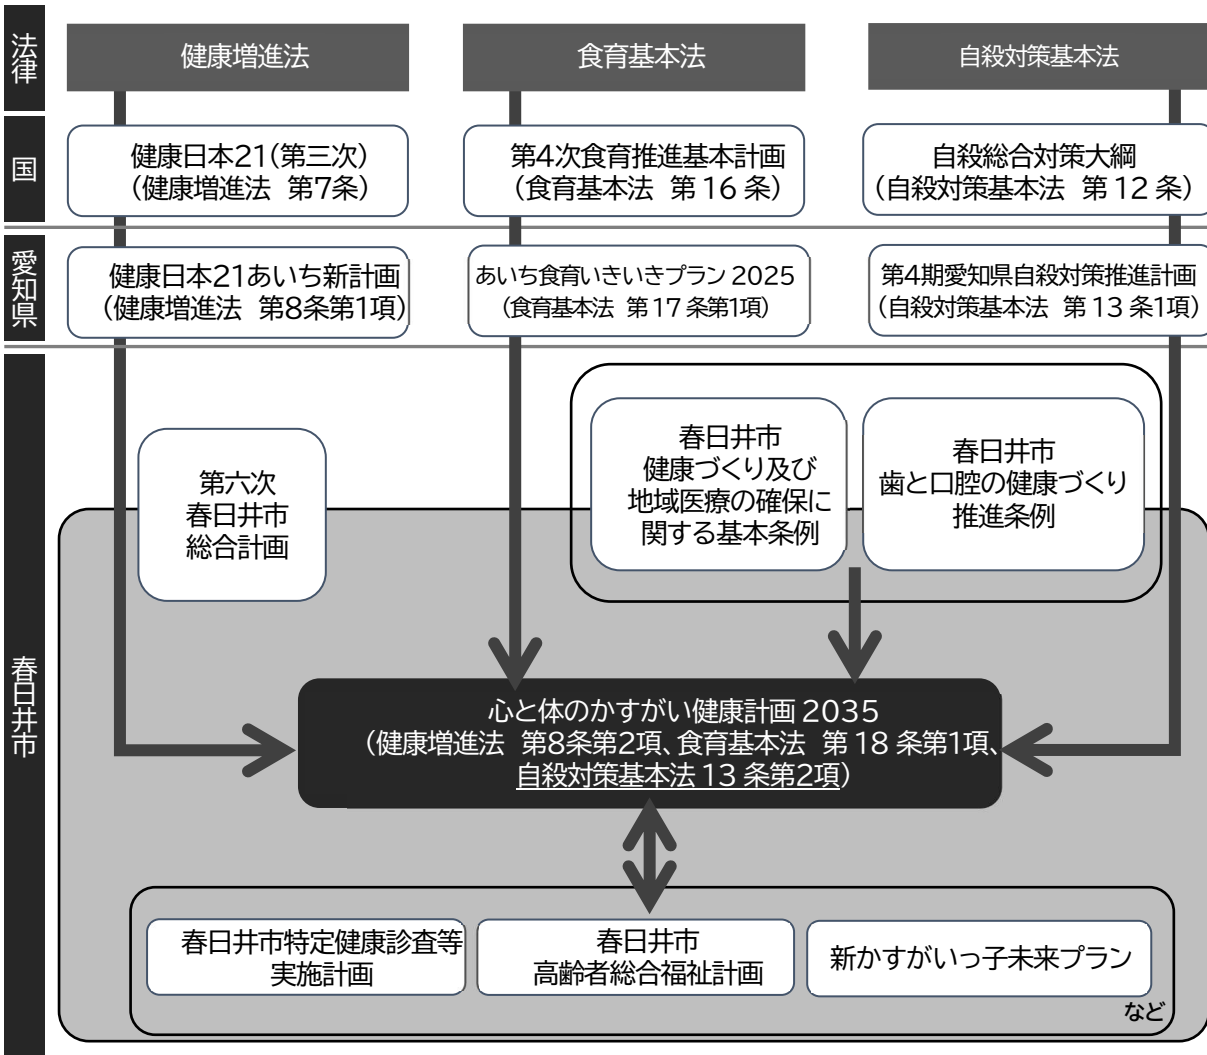 法律
健康増進法
食育基本法
自殺対策基本法
国
健康日本21(第三次)
(健康増進法 第7条)
第4次食育推進基本計画
(食育基本法 第16条)
自殺総合対策大綱
(自殺対策基本法 第12条)
愛知県
健康日本21あいち新計画
(健康増進法 第8条第1項)
あいち食育いきいきプラン2025
(食育基本法 第17条第1項)
第4期愛知県自殺対策推進計画
(自殺対策基本法 第13条1項)
春日井市
第六次
春日井市
総合計画
春日井市
健康づくり及び
地域医療の確保に
関する基本条例
春日井市
歯と口腔の健康づくり
推進条例
心と体のかすがい健康計画2035
(健康増進法 第8条第2項、食育基本法 第18条第1項、
自殺対策基本法13条第2項)
春日井市特定健康診査等
実施計画
春日井市
高齢者総合福祉計画
新かすがいっ子未来プラン
など